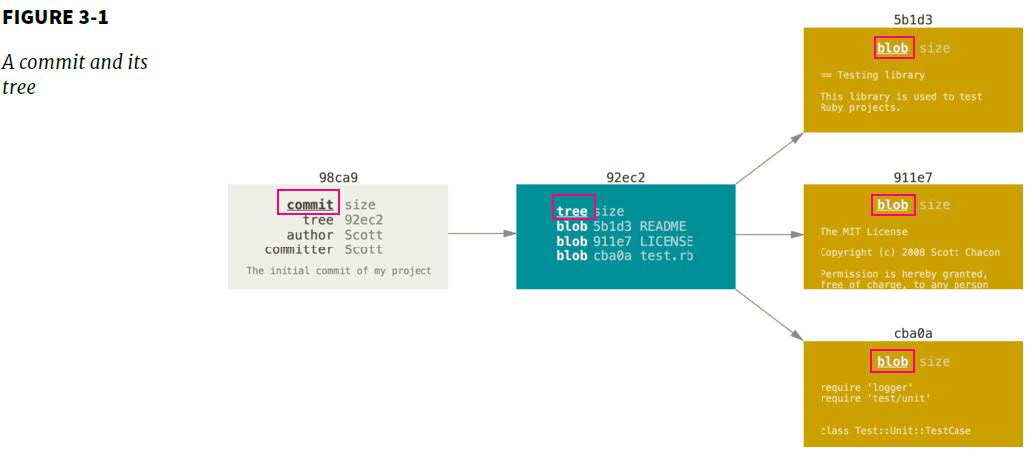 FIGURE 3-1
A commit and its
tree
98ca9
commit size
tree 92ec2
author Scott
committer Scott
The initial commit of my project
92ec2
tree size
blob 5b1d3 README
blob 911e7 LICENSE
blob cba0a test.rb
5b1d3
blob size
== Testing library
This library is used to test
Ruby projects.
911e7
blob size
The MIT License
Copyright (c) 2008 Scott Chacon
Permission is hereby granted,
free of charge, to any person
cba0a
blob size
require 'logger'
require 'test/unit'
class Test::Unit::TestCase